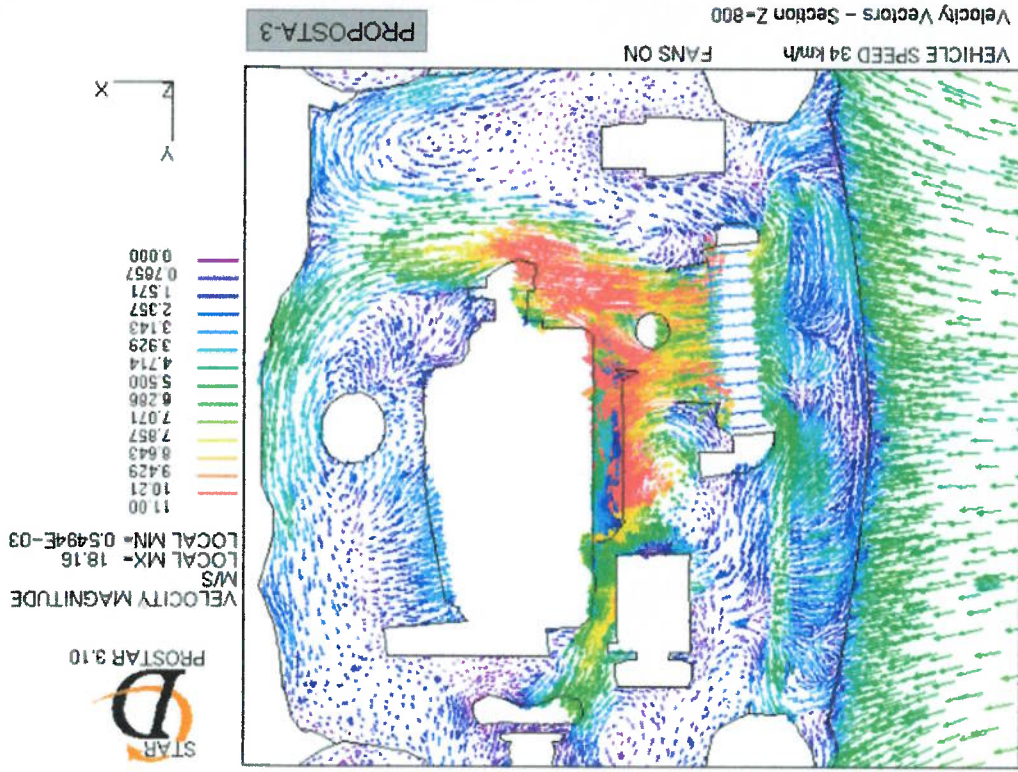 STAR
D
PROSTAR 3.10
VELOCITY MAGNITUDE
M/S
LOCAL MX= 18.16
LOCAL MN= 0.5494E-03
11.00
10.21
9.429
8.643
7.857
7.071
6.286
5.500
4.714
3.929
3.143
2.357
1.571
0.7857
0.000
Y
Z X
VEHICLE SPEED 34 km/h FANS ON
Velocity Vectors – Section Z=800
PROPOSTA-3